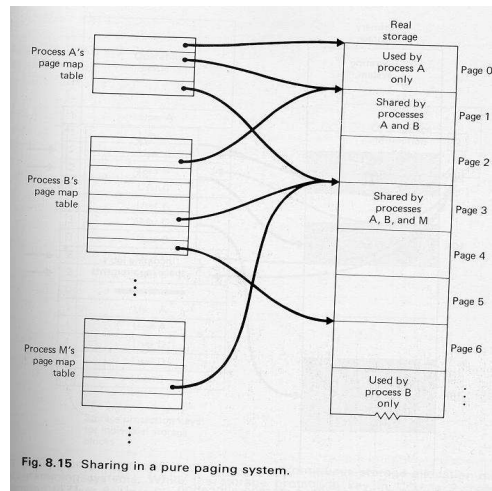 Real
storage
Process A's
page map
table
Used by
process A
only
Page 0
Shared by
processes
A and B
Page 1
Page 2
Process B's
page map
table
Shared by
processes
A, B, and M
Page 3
Page 4
Page 5
Process M's
page map
table
Page 6
Used by
process B
only
Fig. 8.15 Sharing in a pure paging system.